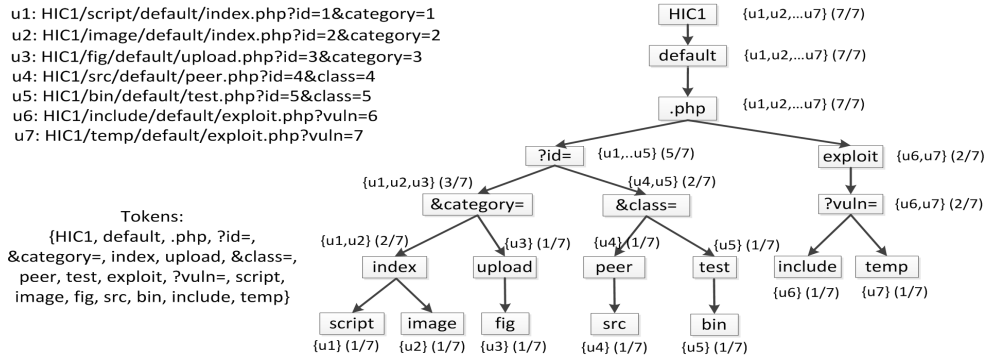 u1: HIC1/script/default/index.php?id=1&category=1
u2: HIC1/image/default/index.php?id=2&category=2
u3: HIC1/fig/default/upload.php?id=3&category=3
u4: HIC1/src/default/peer.php?id=4&class=4
u5: HIC1/bin/default/test.php?id=5&class=5
u6: HIC1/include/default/exploit.php?vuln=6
u7: HIC1/temp/default/exploit.php?vuln=7
Tokens:
{HIC1, default, .php, ?id=,
&category=, index, upload, &class=,
peer, test, exploit, ?vuln=, script,
image, fig, src, bin, include, temp}
HIC1 {u1,u2,...u7} (7/7)
default {u1,u2,...u7} (7/7)
.php {u1,u2,...u7} (7/7)
?id= {u1,..u5} (5/7) exploit {u6,u7} (2/7)
{u1,u2,u3} (3/7) {u4,u5} (2/7)
&category= &class= ?vuln= {u6,u7} (2/7)
{u1,u2} (2/7) {u3} (1/7) {u4} (1/7) {u5} (1/7)
index upload peer test include temp
{u6} (1/7) {u7} (1/7)
script image fig src bin
{u1} (1/7) {u2} (1/7) {u3} (1/7) {u4} (1/7) {u5} (1/7)